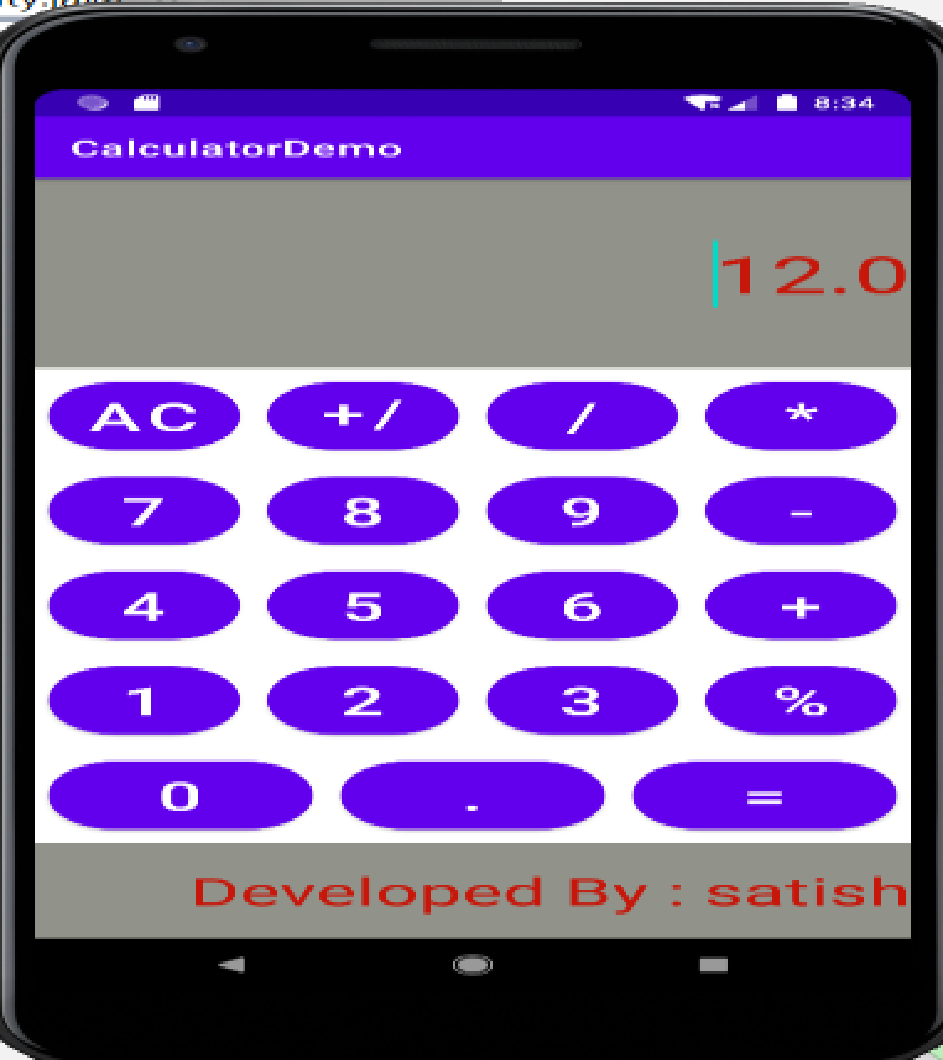 8:34
CalculatorDemo
12.0
AC +/ / *
7 8 9 -
4 5 6 +
1 2 3 %
0 . =
Developed By : satish